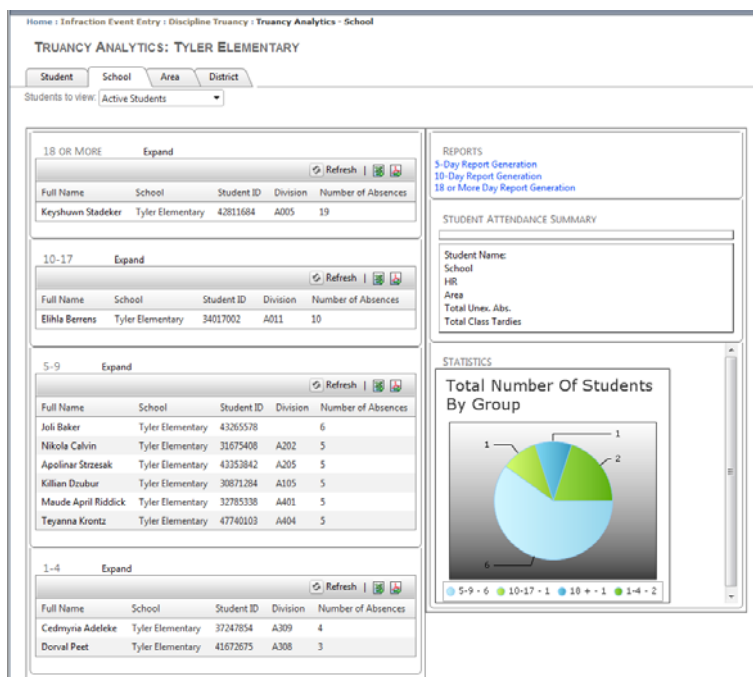 Home : Infraction Event Entry : Discipline Truancy : Truancy Analytics - School
TRUANCY ANALYTICS: TYLER ELEMENTARY
Student School Area District
Students to view: Active Students
18 OR MORE Expand
Refresh |
Full Name School Student ID Division Number of Absences
Keyshuwn Stadeker Tyler Elementary 42811684 A005 19
10-17 Expand
Refresh |
Full Name School Student ID Division Number of Absences
Elihla Berrens Tyler Elementary 34017002 A011 10
5-9 Expand
Refresh |
Full Name School Student ID Division Number of Absences
Joli Baker Tyler Elementary 43265578 6
Nikola Calvin Tyler Elementary 31675408 A202 5
Apolinar Strzesak Tyler Elementary 43353842 A205 5
Killian Dzubur Tyler Elementary 30871284 A105 5
Maude April Riddick Tyler Elementary 32785338 A401 5
Teyanna Krontz Tyler Elementary 47740103 A404 5
1-4 Expand
Refresh |
Full Name School Student ID Division Number of Absences
Cedmyria Adeleke Tyler Elementary 37247854 A309 4
Dorval Peet Tyler Elementary 41672675 A308 3
REPORTS
5-Day Report Generation
10-Day Report Generation
18 or More Day Report Generation
STUDENT ATTENDANCE SUMMARY
Student Name:
School
HR
Area
Total Unex. Abs.
Total Class Tardies
STATISTICS
Total Number Of Students
By Group
1
1
2
6
5-9 - 6 10-17 - 1 18 + - 1 1-4 - 2